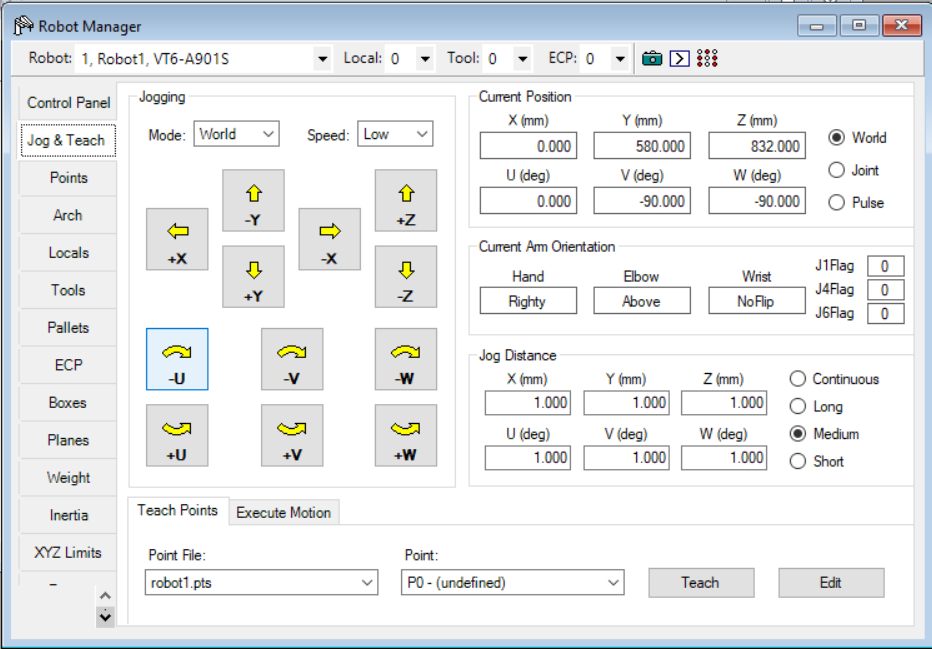 Robot Manager
Robot: 1, Robot1, VT6-A901S Local: 0 Tool: 0 ECP: 0
Control Panel
Jog & Teach
Points
Arch
Locals
Tools
Pallets
ECP
Boxes
Planes
Weight
Inertia
XYZ Limits
Jogging
Mode: World Speed: Low
-Y
+Z
+X
-X
+Y
-Z
-U -V -W
+U +V +W
Current Position
X (mm) Y (mm) Z (mm)
0.000 580.000 832.000
U (deg) V (deg) W (deg)
0.000 -90.000 -90.000
World
Joint
Pulse
Current Arm Orientation
Hand Elbow Wrist
Righty Above NoFlip
J1Flag 0
J4Flag 0
J6Flag 0
Jog Distance
X (mm) Y (mm) Z (mm)
1.000 1.000 1.000
U (deg) V (deg) W (deg)
1.000 1.000 1.000
Continuous
Long
Medium
Short
Teach Points Execute Motion
Point File: Point:
robot1.pts P0 - (undefined) Teach Edit